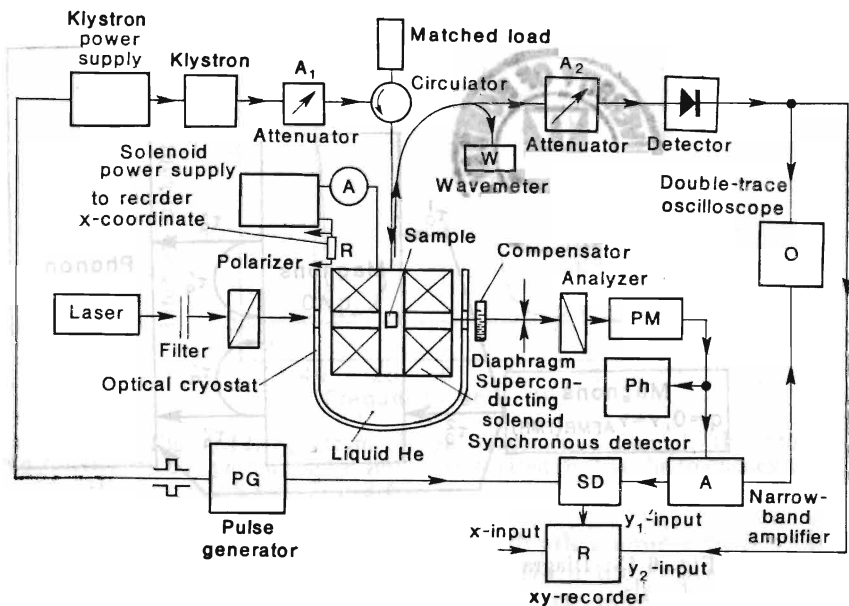 Klystron
power
supply
Klystron
A1
Attenuator
Matched load
Circulator
A2
Attenuator
Detector
W
Wavemeter
Double-trace
oscilloscope
O
Solenoid
power supply
A
to recrder
x-coordinate
R
Polarizer
Sample
Compensator
Analyzer
Laser
Filter
PM
Optical cryostat
Diaphragm
Supercon-
ducting
solenoid
Ph
Liquid He
Synchronous detector
PG
Pulse
generator
SD
A
Narrow-
band
amplifier
x-input
y1-input
R
y2-input
xy-recorder